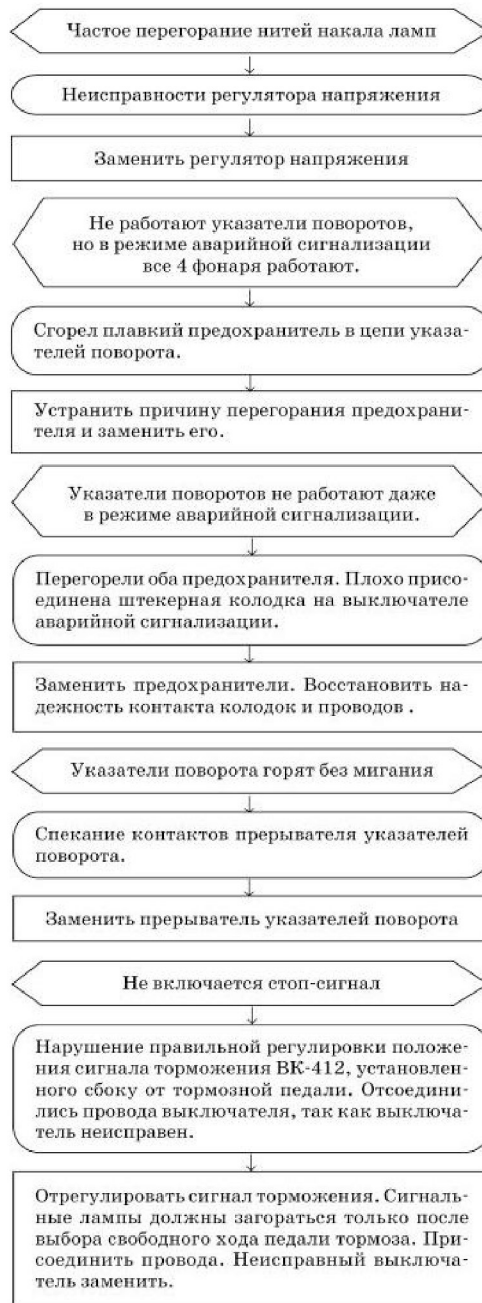 Частое перегорание нитей накала ламп
Неисправности регулятора напряжения
Заменить регулятор напряжения
Не работают указатели поворотов,
но в режиме аварийной сигнализации
все 4 фонаря работают.
Сгорел плавкий предохранитель в цепи указа-
телей поворота.
Устранить причину перегорания предохрани-
теля и заменить его.
Указатели поворотов не работают даже
в режиме аварийной сигнализации.
Перегорели оба предохранителя. Плохо присо-
единена штекерная колодка на выключателе
аварийной сигнализации.
Заменить предохранители. Восстановить на-
дежность контакта колодок и проводов .
Указатели поворота горят без мигания
Спекание контактов прерывателя указателей
поворота.
Заменить прерыватель указателей поворота
Не включается стоп-сигнал
Нарушение правильной регулировки положе-
ния сигнала торможения ВК-412, установлен-
ного сбоку от тормозной педали. Отсоедини-
лись провода выключателя, так как выключа-
тель неисправен.
Отрегулировать сигнал торможения. Сигналь-
ные лампы должны загораться только после
выбора свободного хода педали тормоза. При-
соединить провода. Неисправный выключа-
тель заменить.